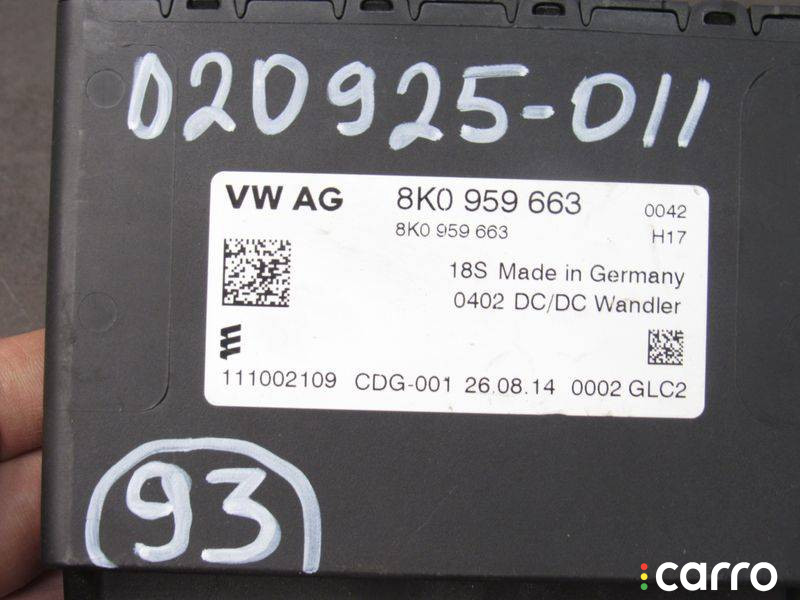 020925-011
VW AG 8K0 959 663 0042
8K0 959 663 H17
18S Made in Germany
0402 DC/DC Wandler
111002109 CDG-001 26.08.14 0002 GLC2
93
carro